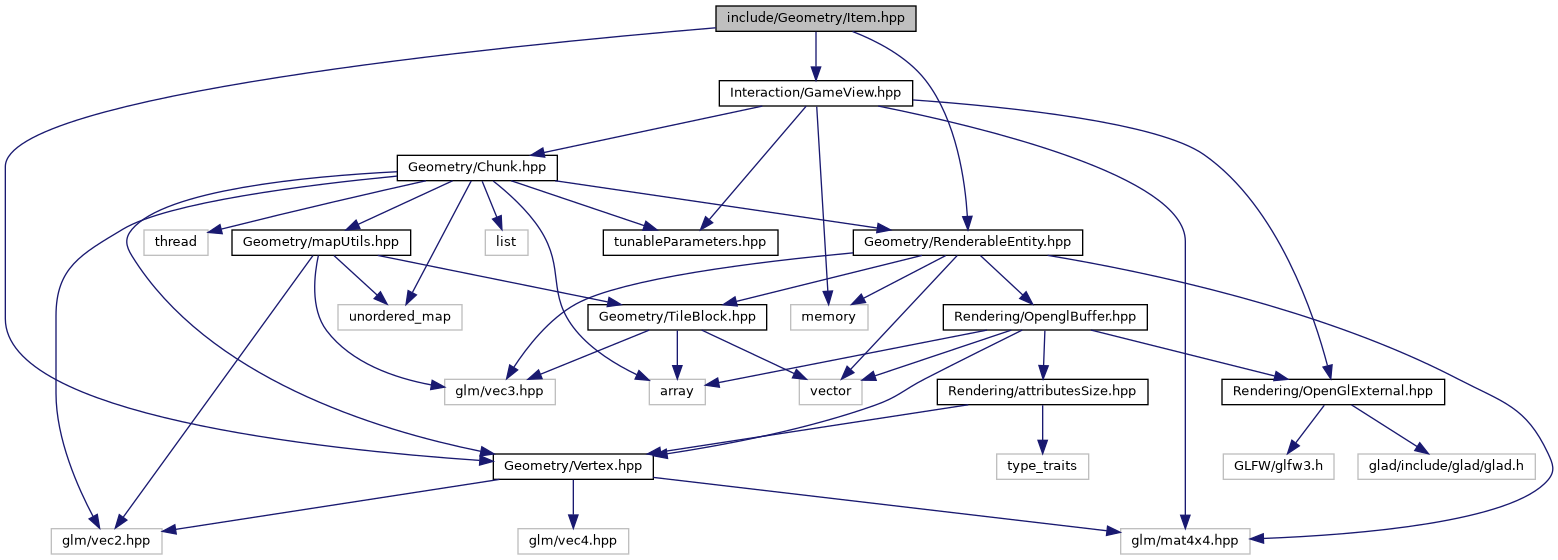 include/Geometry/Item.hpp
Interaction/GameView.hpp
Geometry/Chunk.hpp
thread
Geometry/mapUtils.hpp
list
tunableParameters.hpp
Geometry/RenderableEntity.hpp
unordered_map
Geometry/TileBlock.hpp
memory
Rendering/OpenglBuffer.hpp
glm/vec3.hpp
array
vector
Rendering/attributesSize.hpp
Rendering/OpenGlExternal.hpp
Geometry/Vertex.hpp
type_traits
GLFW/glfw3.h
glad/include/glad/glad.h
glm/vec2.hpp
glm/vec4.hpp
glm/mat4x4.hpp